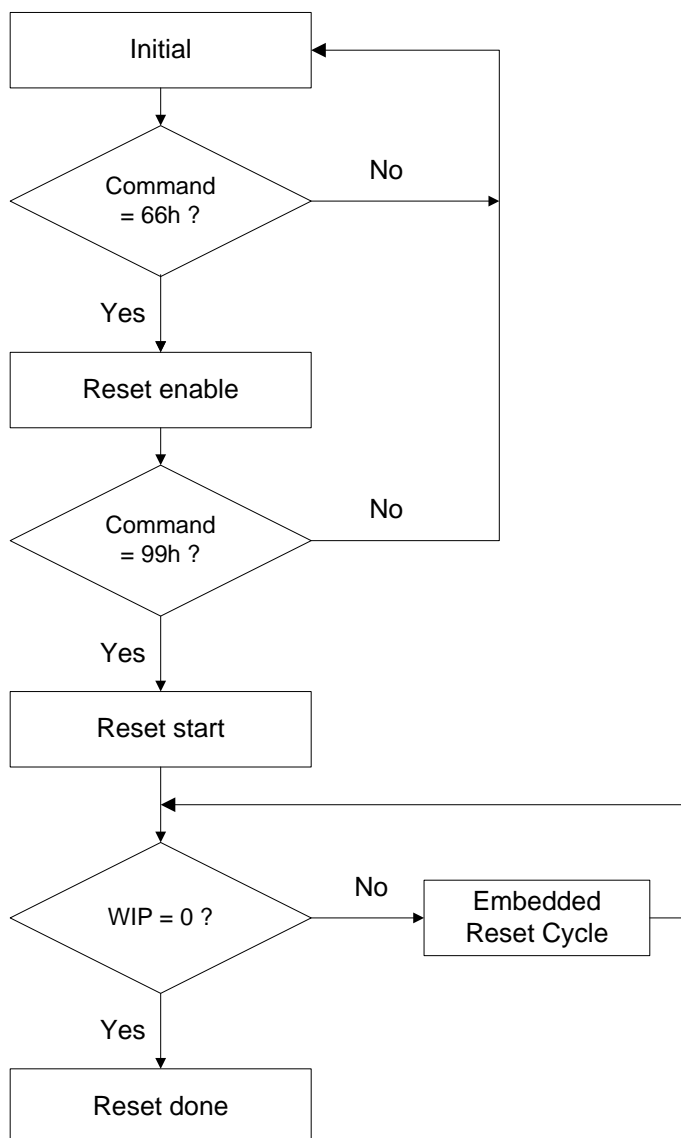 Initial
Command
= 66h ?
No
Yes
Reset enable
Command
= 99h ?
No
Yes
Reset start
WIP = 0 ?
No
Embedded
Reset Cycle
Yes
Reset done